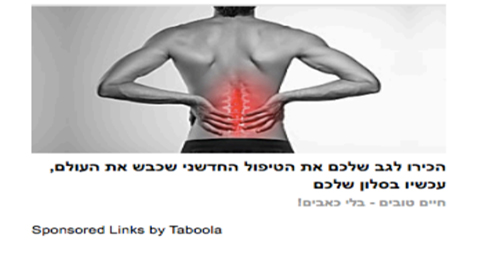 הכירו לגב שלכם את הטיפול החדשני שכבש את העולם,
עכשיו בסלון שלכם
חיים טובים - בלי כאבים!
Sponsored Links by Taboola